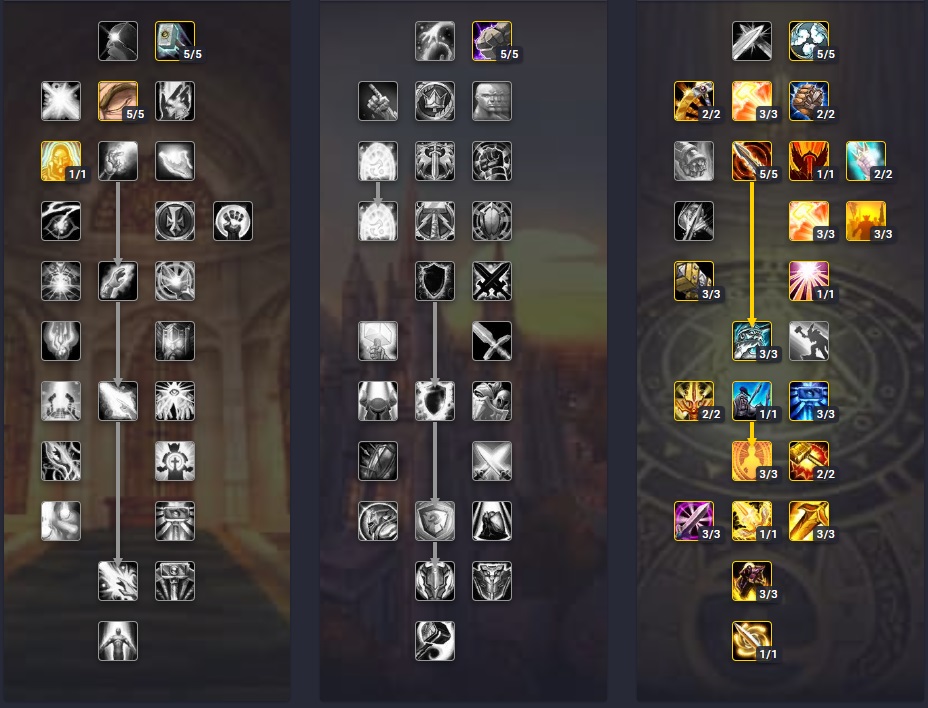 5/5 5/5 5/5
5/5 2/2 3/3 2/2
1/1 5/5 1/1 2/2
3/3 3/3
3/3 1/1
3/3
2/2 1/1 3/3
3/3 2/2
3/3 1/1 3/3
3/3
1/1